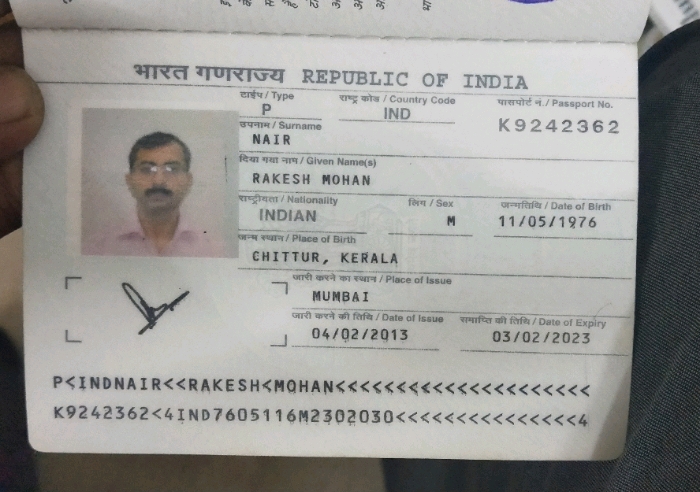 भारत गणराज्य REPUBLIC OF INDIA
टाईप / Type राष्ट्र कोड / Country Code पासपोर्ट नं. / Passport No.
P IND K9242362
उपनाम / Surname
NAIR
दिया गया नाम / Given Name(s)
RAKESH MOHAN
राष्ट्रीयता / Nationality लिंग / Sex जन्मतिथि / Date of Birth
INDIAN M 11/05/1976
जन्म स्थान / Place of Birth
CHITTUR, KERALA
जारी करने का स्थान / Place of Issue
MUMBAI
जारी करने की तिथि / Date of Issue समाप्ति की तिथि / Date of Expiry
04/02/2013 03/02/2023
P<INDNAIR<<RAKESH<MOHAN<<<<<<<<<<<<<<<<<<<<<
K9242362<4IND7605116M2302030<<<<<<<<<<<<<<<4